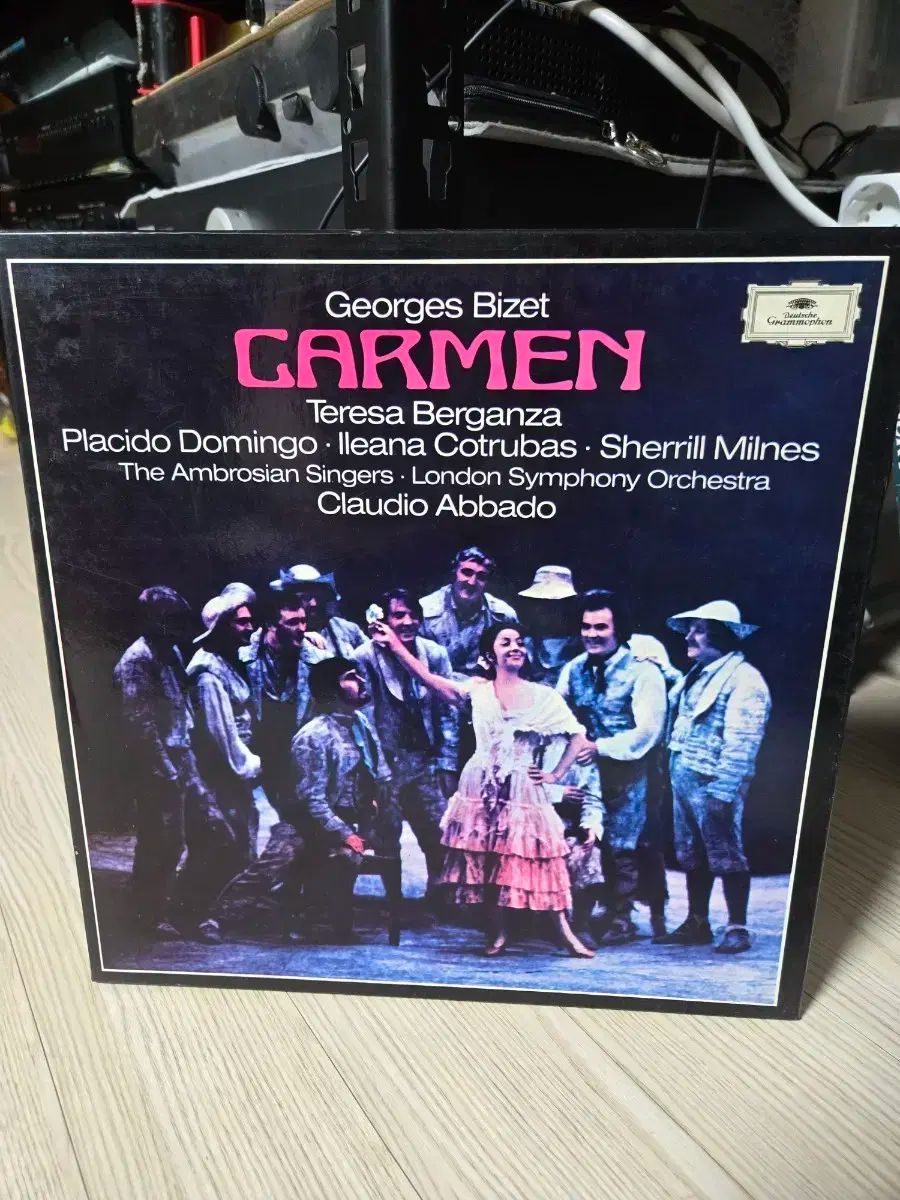 Georges Bizet
CARMEN
Deutsche
Grammophon
Teresa Berganza
Placido Domingo · Ileana Cotrubas · Sherrill Milnes
The Ambrosian Singers · London Symphony Orchestra
Claudio Abbado